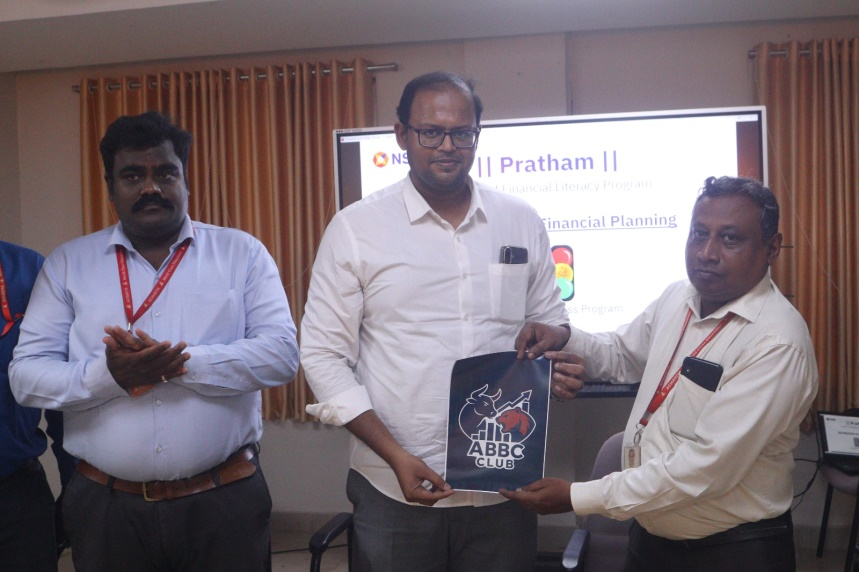 NS
|| Pratham ||
Financial Literacy Program
Financial Planning
Program
ABBC
CLUB